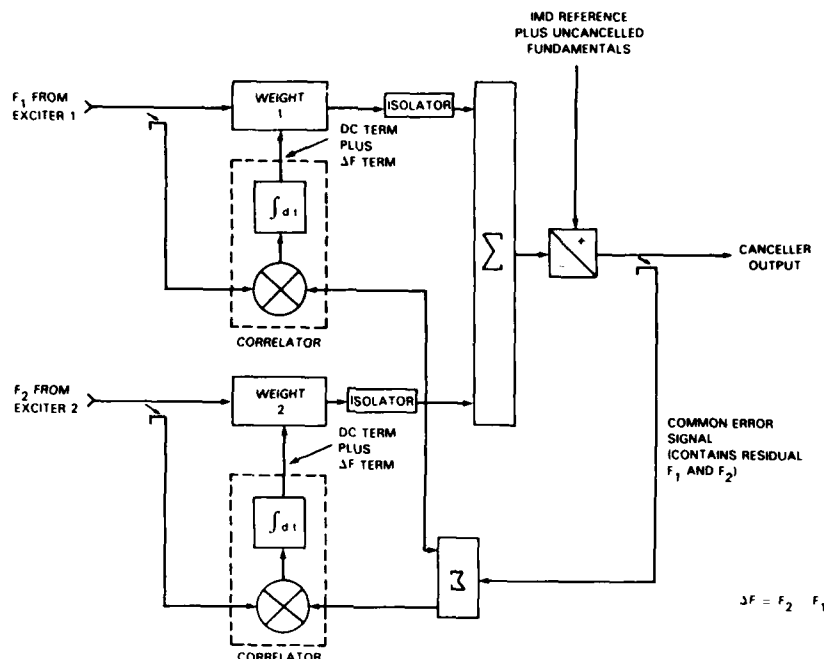 IMD REFERENCE
PLUS UNCANCELLED
FUNDAMENTALS
F₁ FROM
EXCITER 1
WEIGHT
1
ISOLATOR
DC TERM
PLUS
ΔF TERM
∫dt
CORRELATOR
Σ
+
−
CANCELLER
OUTPUT
F₂ FROM
EXCITER 2
WEIGHT
2
ISOLATOR
DC TERM
PLUS
ΔF TERM
∫dt
CORRELATOR
Σ
COMMON ERROR
SIGNAL
(CONTAINS RESIDUAL
F₁ AND F₂)
ΔF = F₂ F₁